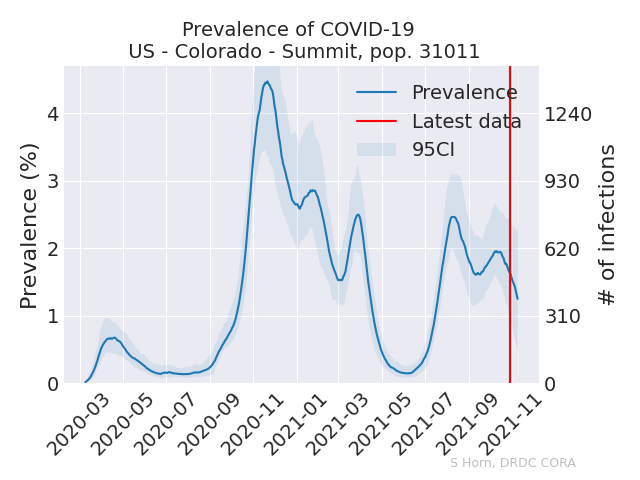 Prevalence of COVID-19
US - Colorado - Summit, pop. 31011
Prevalence
Latest data
95CI
Prevalence (%)
4
3
2
1
0
1240
930
620
310
0
# of infections
2020-03
2020-05
2020-07
2020-09
2020-11
2021-01
2021-03
2021-05
2021-07
2021-09
2021-11
S Horn, DRDC CORA